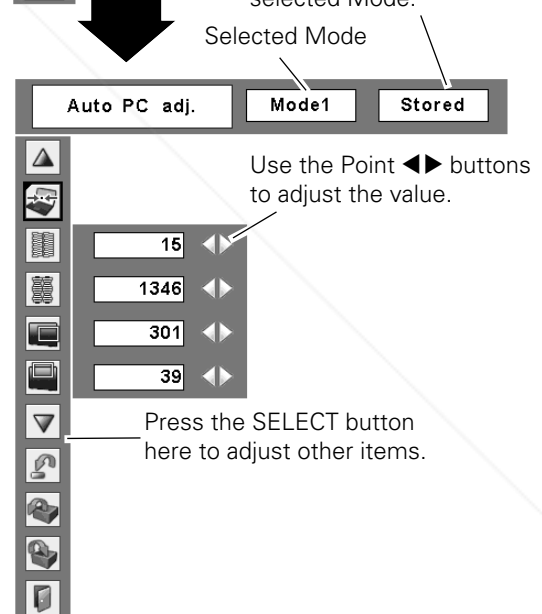 selected Mode.
Selected Mode
Auto PC adj. Mode1 Stored
Use the Point ◀▶ buttons
to adjust the value.
15
1346
301
39
Press the SELECT button
here to adjust other items.